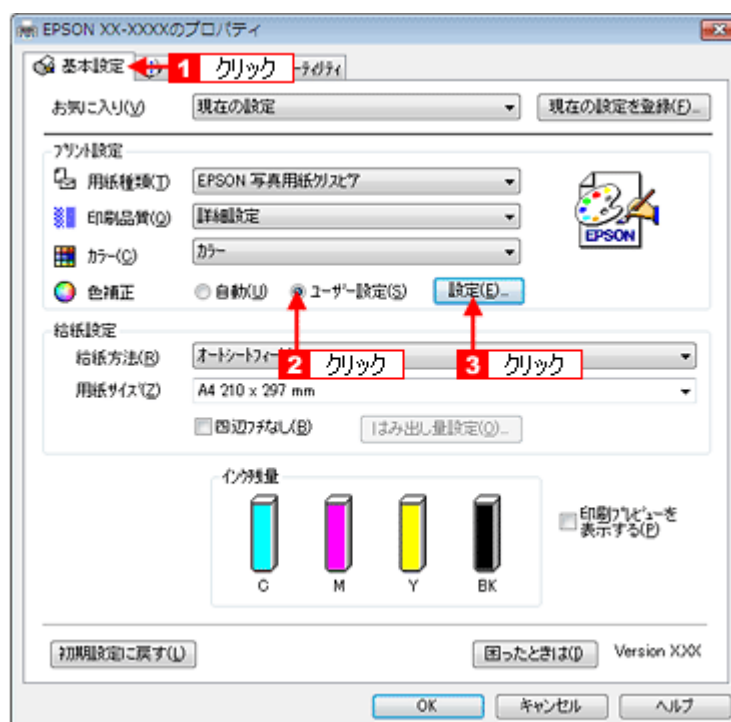 EPSON XX-XXXXのプロパティ
基本設定 1 クリック ーティリティ
お気に入り(V) 現在の設定 現在の設定を登録(F)...
プリント設定
用紙種類(T) EPSON 写真用紙クリスピア
印刷品質(Q) 詳細設定
カラー(C) カラー
EPSON
色補正 自動(U) ユーザー設定(S) 設定(E)...
給紙設定
給紙方法(R) オートシートフィー
2 クリック 3 クリック
用紙サイズ(Z) A4 210 x 297 mm
四辺フチなし(B) はみ出し量設定(O)...
インク残量
印刷プレビューを
表示する(P)
C M Y BK
初期設定に戻す(L) 困ったときは(I) Version X.XX
OK キャンセル ヘルプ